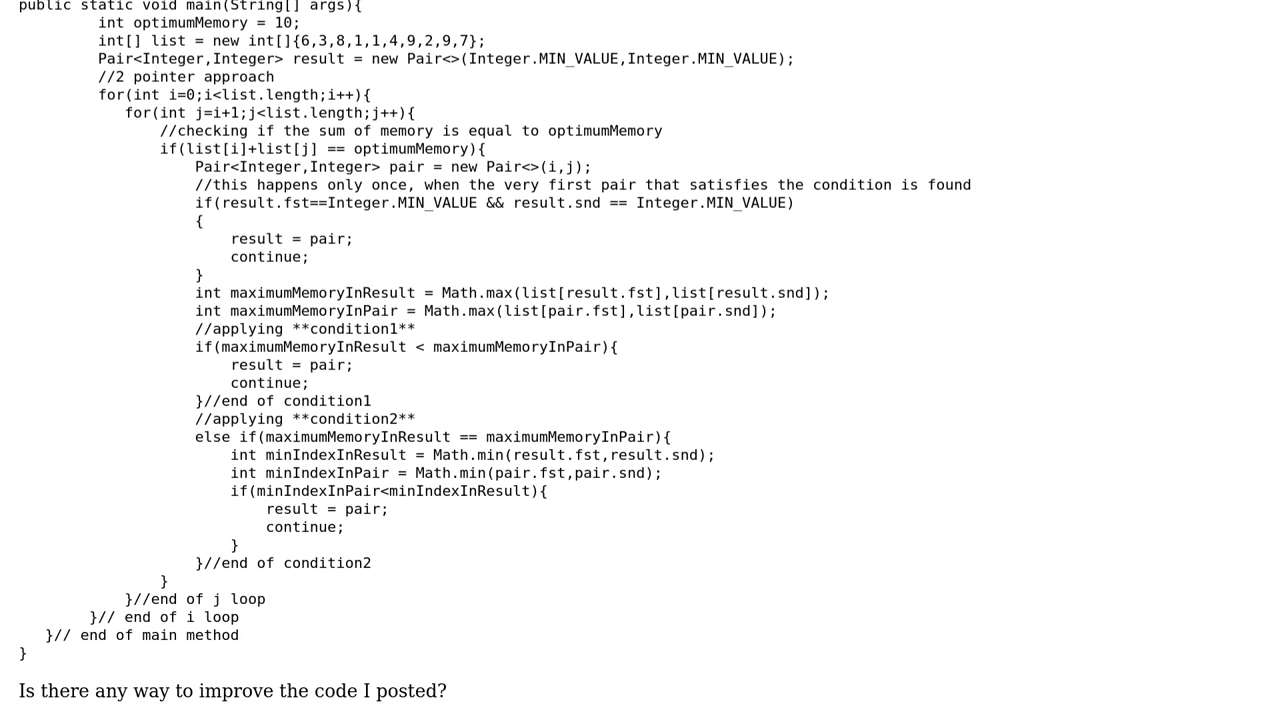 public static void main(String[] args){
int optimumMemory = 10;
int[] list = new int[]{6,3,8,1,1,4,9,2,9,7};
Pair<Integer,Integer> result = new Pair<>(Integer.MIN_VALUE,Integer.MIN_VALUE);
//2 pointer approach
for(int i=0;i<list.length;i++){
for(int j=i+1;j<list.length;j++){
//checking if the sum of memory is equal to optimumMemory
if(list[i]+list[j] == optimumMemory){
Pair<Integer,Integer> pair = new Pair<>(i,j);
//this happens only once, when the very first pair that satisfies the condition is found
if(result.fst==Integer.MIN_VALUE && result.snd == Integer.MIN_VALUE)
{
result = pair;
continue;
}
int maximumMemoryInResult = Math.max(list[result.fst],list[result.snd]);
int maximumMemoryInPair = Math.max(list[pair.fst],list[pair.snd]);
//applying **condition1**
if(maximumMemoryInResult < maximumMemoryInPair){
result = pair;
continue;
}//end of condition1
//applying **condition2**
else if(maximumMemoryInResult == maximumMemoryInPair){
int minIndexInResult = Math.min(result.fst,result.snd);
int minIndexInPair = Math.min(pair.fst,pair.snd);
if(minIndexInPair<minIndexInResult){
result = pair;
continue;
}
}//end of condition2
}
}//end of j loop
}// end of i loop
}// end of main method
}
Is there any way to improve the code I posted?